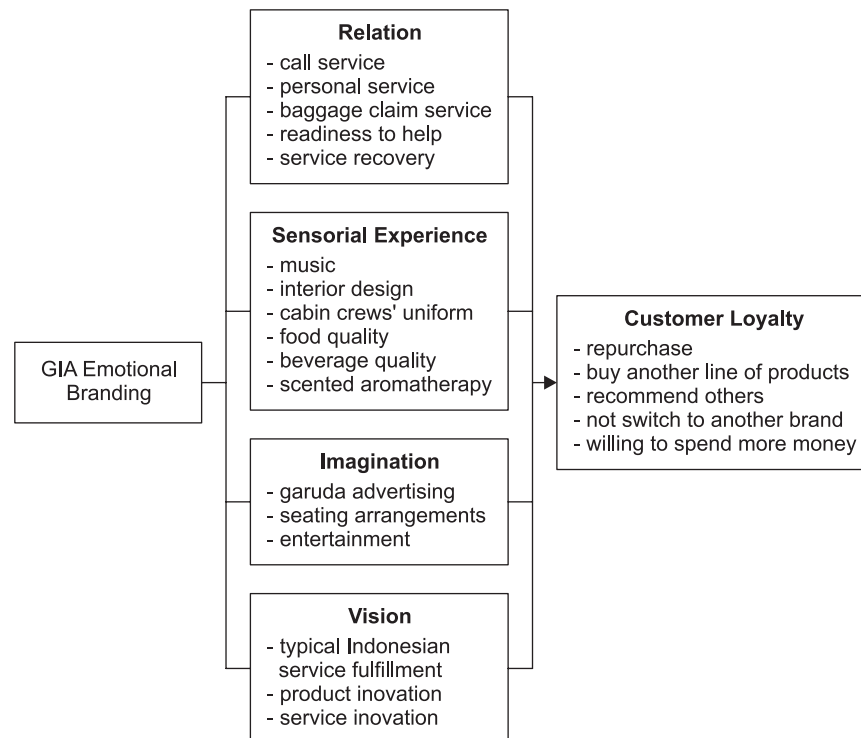 Relation
- call service
- personal service
- baggage claim service
- readiness to help
- service recovery
Sensorial Experience
- music
- interior design
- cabin crews' uniform
- food quality
- beverage quality
- scented aromatherapy
GIA Emotional
Branding
Imagination
- garuda advertising
- seating arrangements
- entertainment
Vision
- typical Indonesian
service fulfillment
- product inovation
- service inovation
Customer Loyalty
- repurchase
- buy another line of products
- recommend others
- not switch to another brand
- willing to spend more money